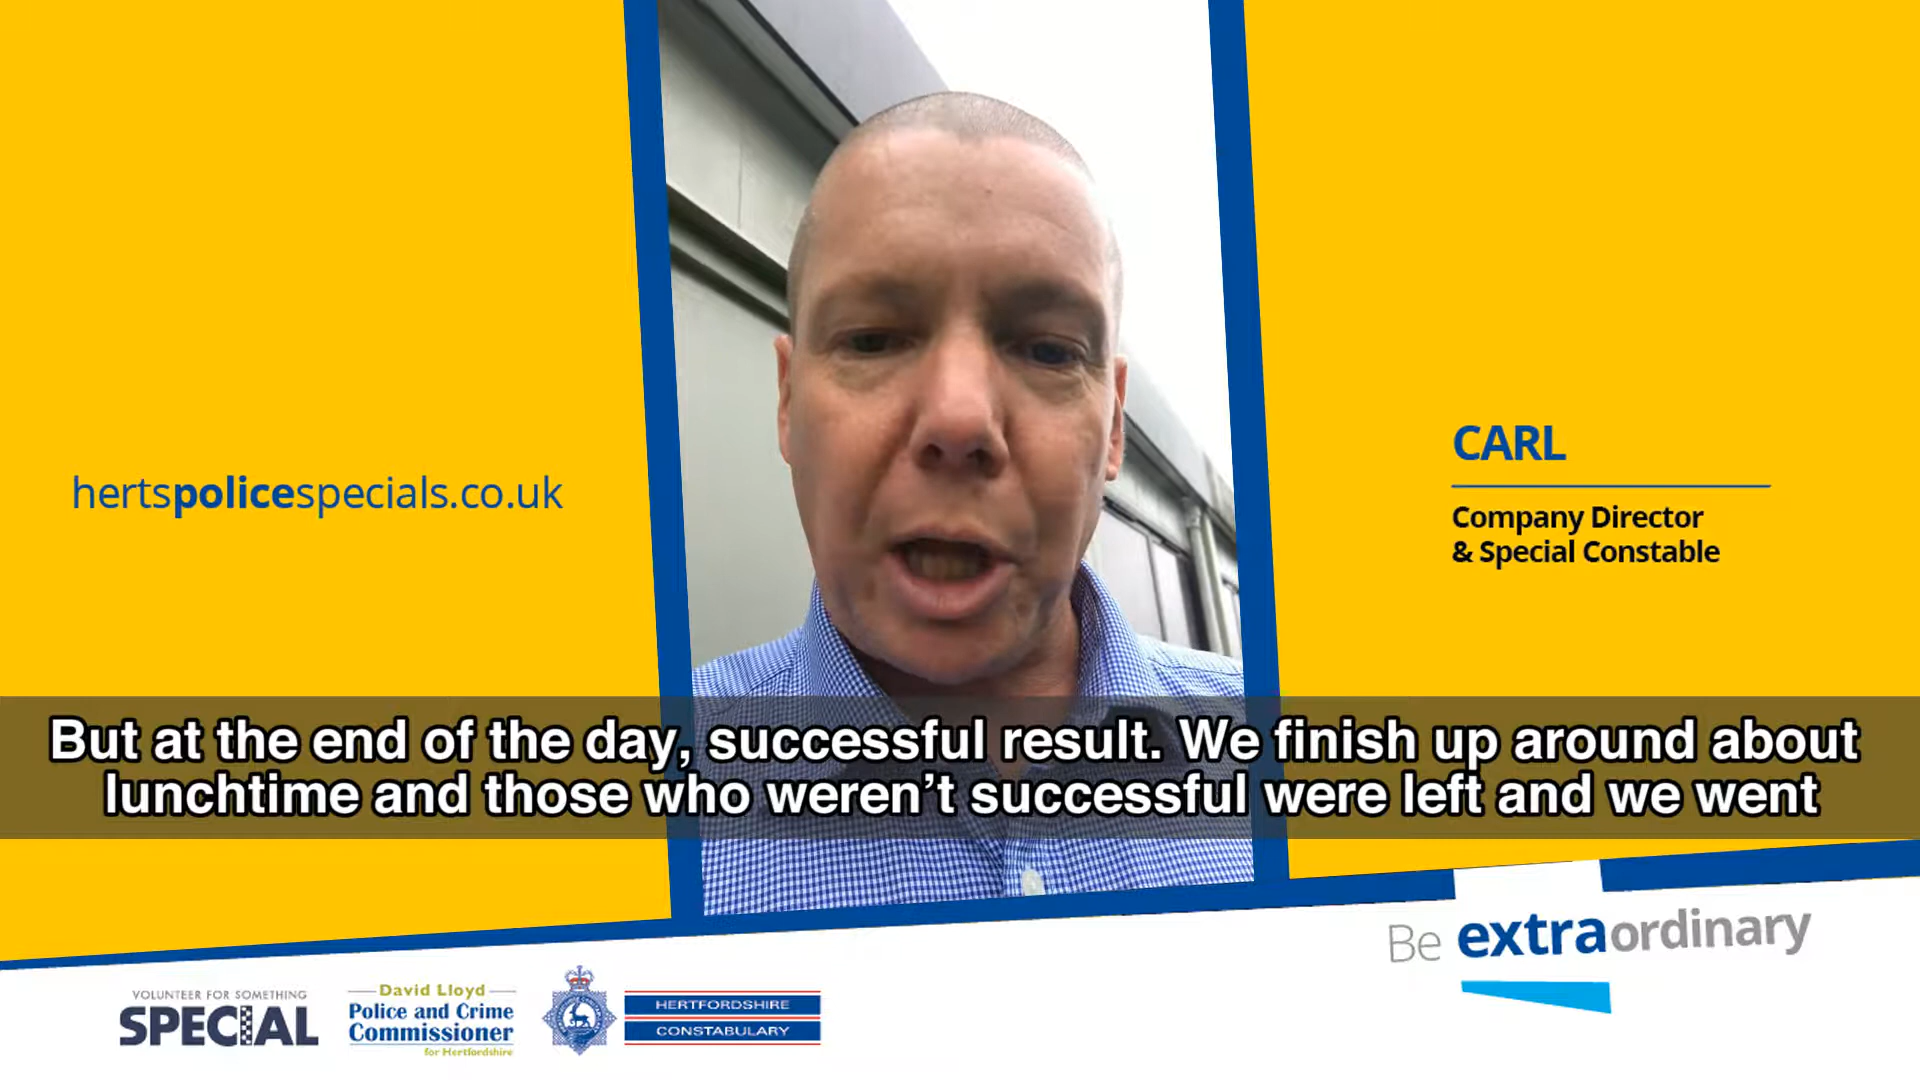 hertspolicespecials.co.uk
CARL
Company Director
& Special Constable
But at the end of the day, successful result. We finish up around about
lunchtime and those who weren’t successful were left and we went
Be extraordinary
VOLUNTEER FOR SOMETHING
SPECIAL
David Lloyd
Police and Crime
Commissioner
for Hertfordshire
HERTFORDSHIRE
CONSTABULARY